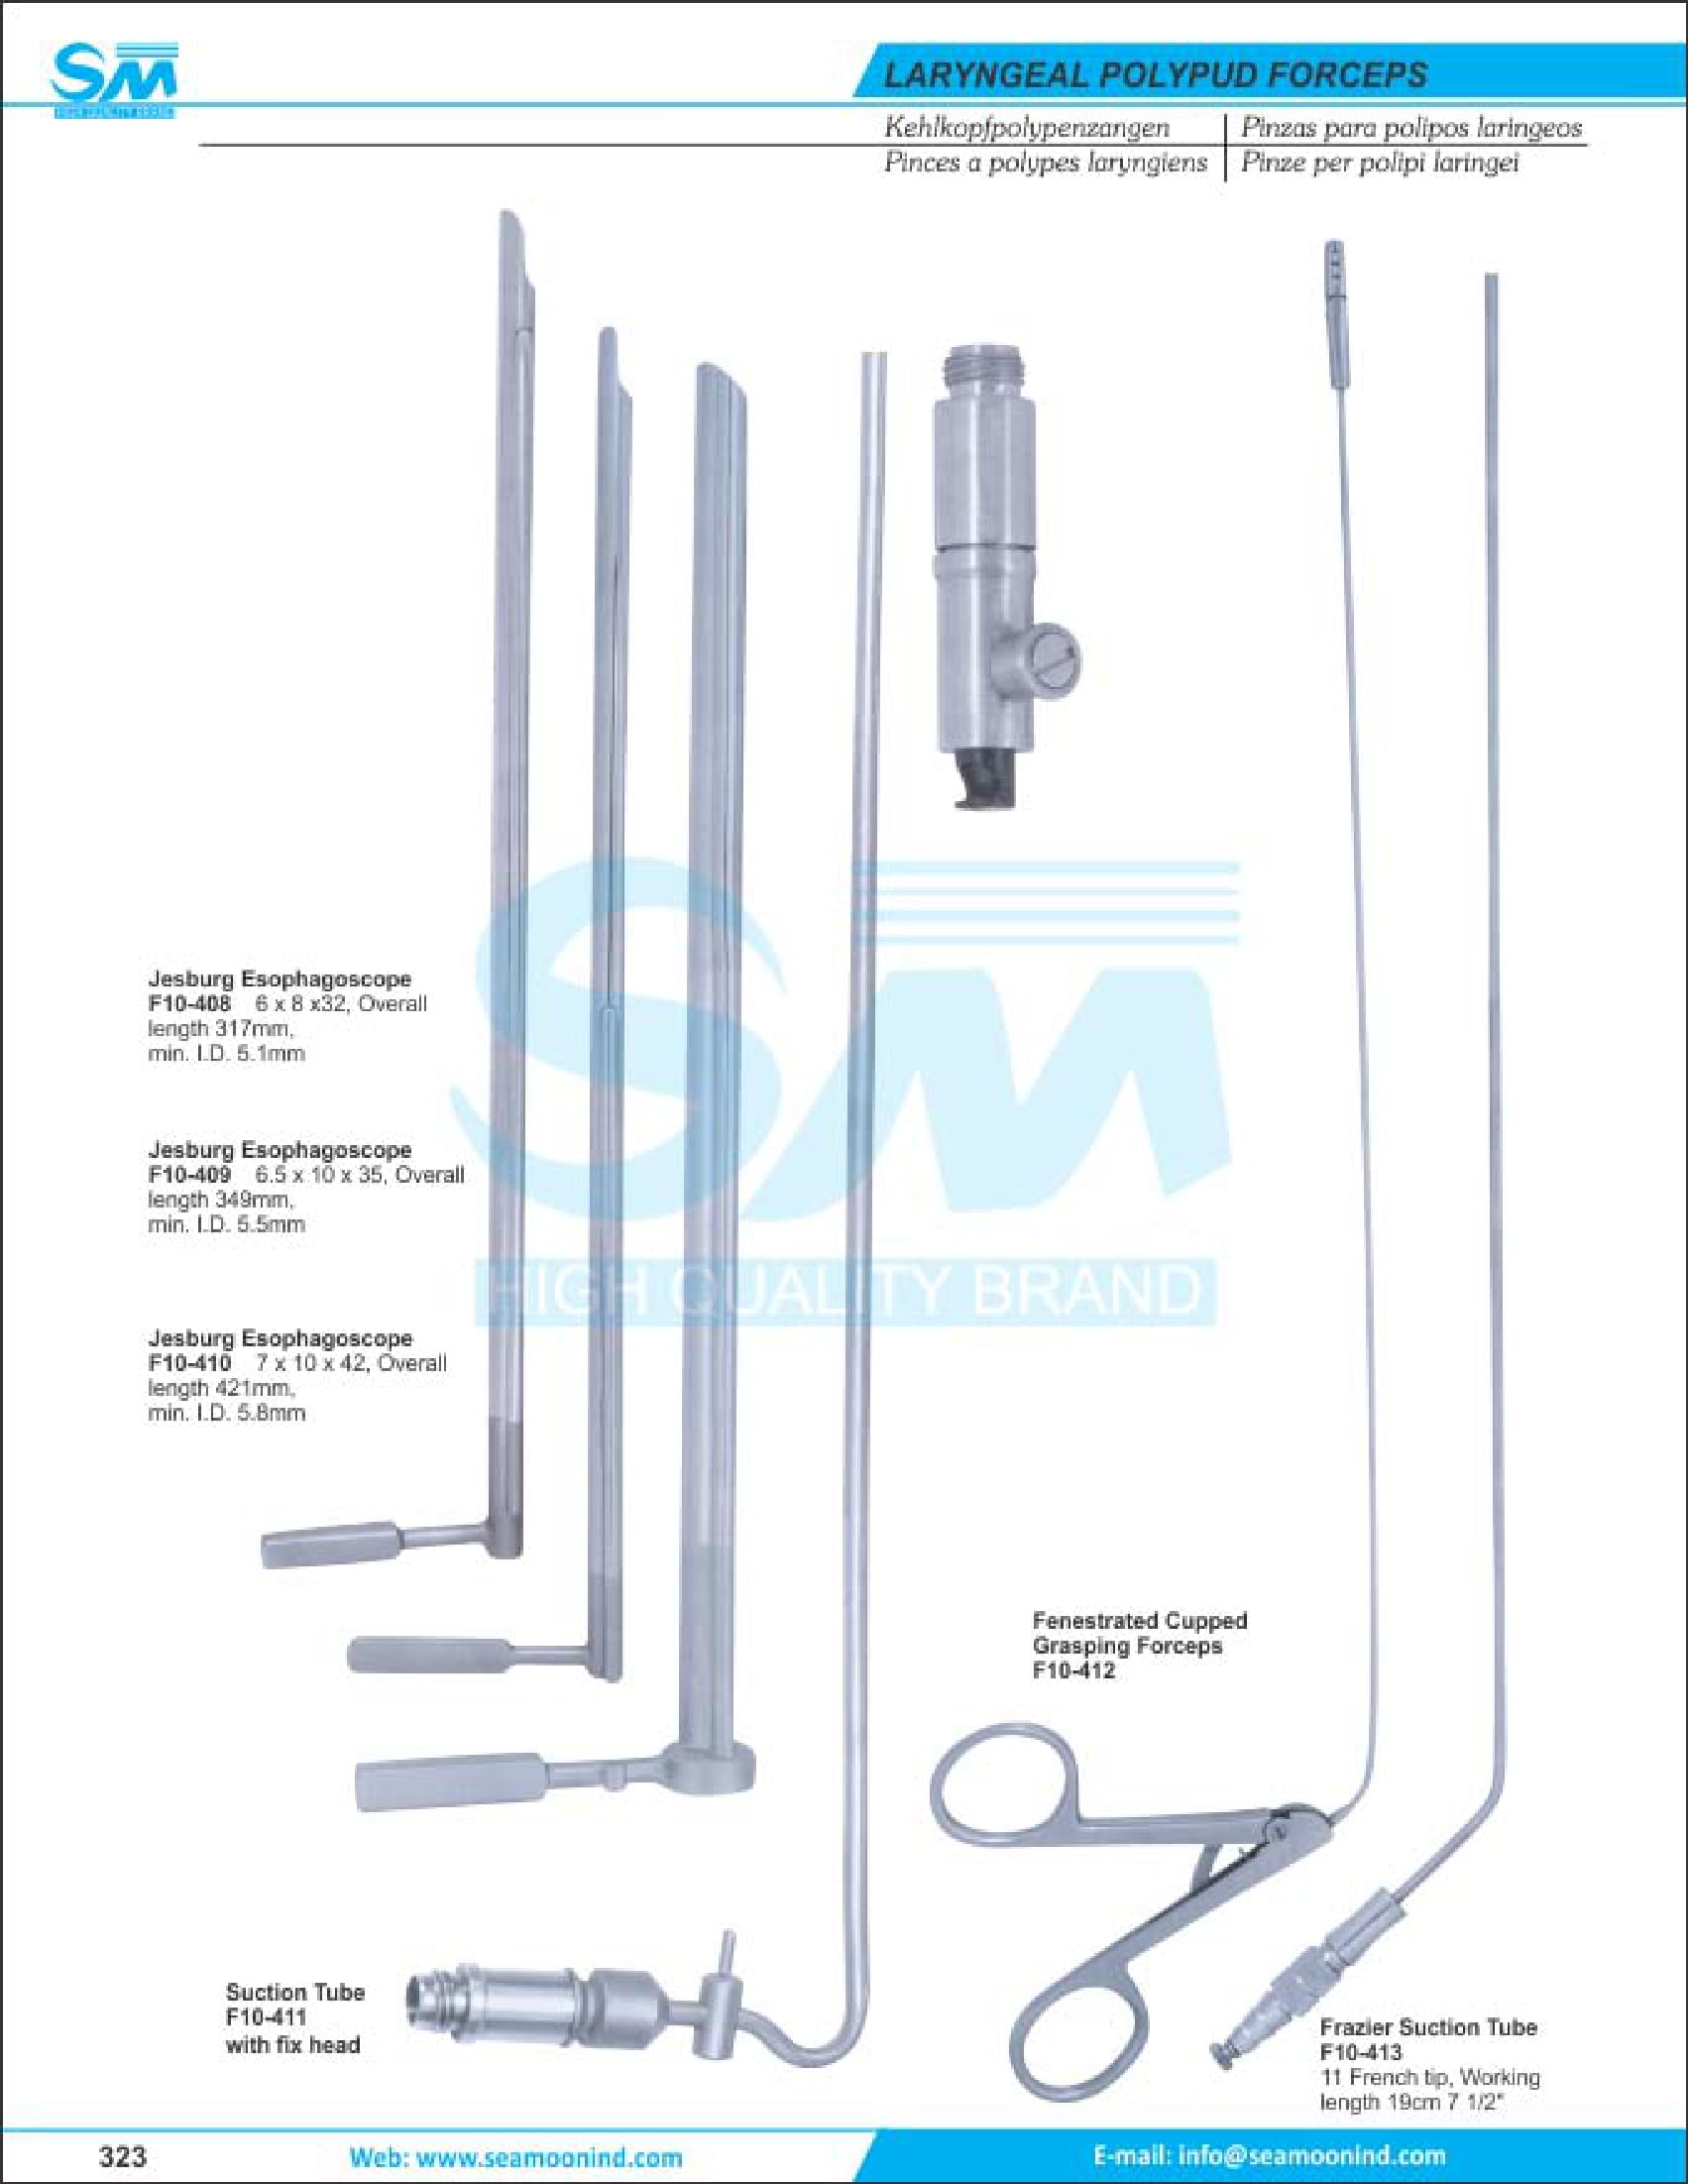 SM
LARYNGEAL POLYPUD FORCEPS
Kehlkopfpolypenzangen
Pinzas para polipos laringeos
Pinces a polypes laryngiens
Pinze per polipi laringei
Jesburg Esophagoscope
F10-408 6 x 8 x32, Overall
length 317mm,
min. I.D. 5.1mm
Jesburg Esophagoscope
F10-409 6.5 x 10 x 35, Overall
length 349mm,
min. I.D. 5.5mm
Jesburg Esophagoscope
F10-410 7 x 10 x 42, Overall
length 421mm,
min. I.D. 5.8mm
SM
HIGH QUALITY BRAND
Fenestrated Cupped
Grasping Forceps
F10-412
Suction Tube
F10-411
with fix head
Frazier Suction Tube
F10-413
11 French tip, Working
length 19cm 7 1/2"
323
Web: www.seamoonind.com
E-mail: info@seamoonind.com